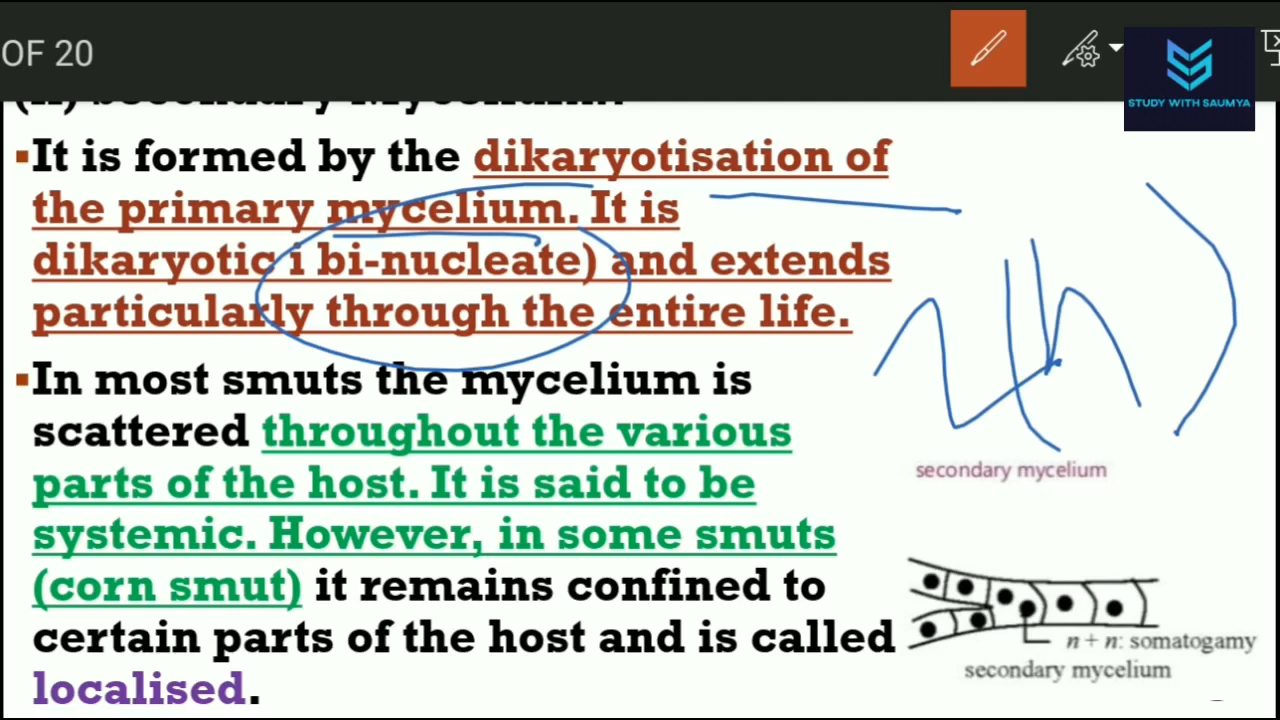 OF 20
STUDY WITH SAUMYA
(ii) Secondary Mycelium:
▪It is formed by the dikaryotisation of
the primary mycelium. It is
dikaryotic i bi-nucleate) and extends
particularly through the entire life.
▪In most smuts the mycelium is
scattered throughout the various
parts of the host. It is said to be
systemic. However, in some smuts
(corn smut) it remains confined to
certain parts of the host and is called
localised.
secondary mycelium
n + n: somatogamy
secondary mycelium